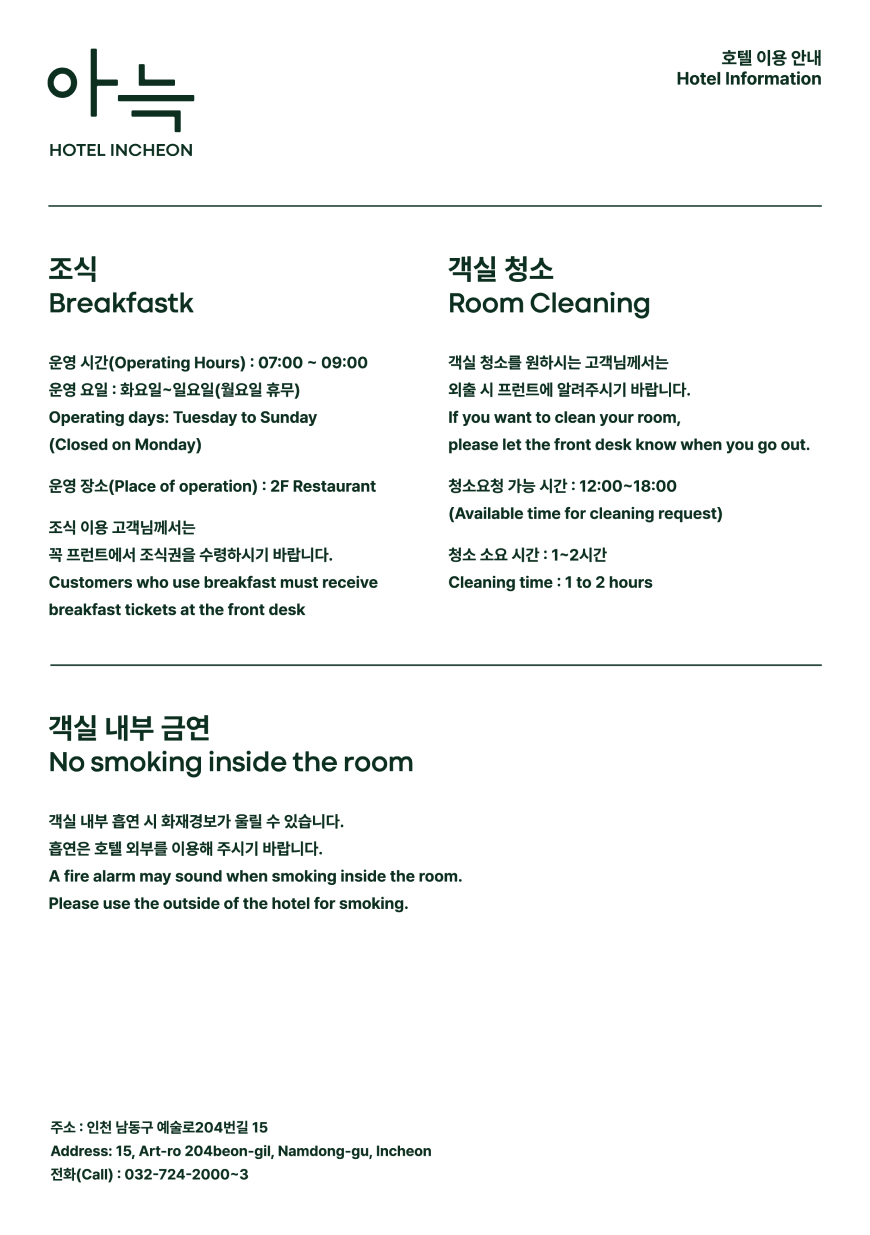 아늑
HOTEL INCHEON
호텔 이용 안내
Hotel Information
조식
Breakfastk
운영 시간(Operating Hours) : 07:00 ~ 09:00
운영 요일 : 화요일~일요일(월요일 휴무)
Operating days: Tuesday to Sunday
(Closed on Monday)
운영 장소(Place of operation) : 2F Restaurant
조식 이용 고객님께서는
꼭 프런트에서 조식권을 수령하시기 바랍니다.
Customers who use breakfast must receive
breakfast tickets at the front desk
객실 청소
Room Cleaning
객실 청소를 원하시는 고객님께서는
외출 시 프런트에 알려주시기 바랍니다.
If you want to clean your room,
please let the front desk know when you go out.
청소요청 가능 시간 : 12:00~18:00
(Available time for cleaning request)
청소 소요 시간 : 1~2시간
Cleaning time : 1 to 2 hours
객실 내부 금연
No smoking inside the room
객실 내부 흡연 시 화재경보가 울릴 수 있습니다.
흡연은 호텔 외부를 이용해 주시기 바랍니다.
A fire alarm may sound when smoking inside the room.
Please use the outside of the hotel for smoking.
주소 : 인천 남동구 예술로204번길 15
Address: 15, Art-ro 204beon-gil, Namdong-gu, Incheon
전화(Call) : 032-724-2000~3